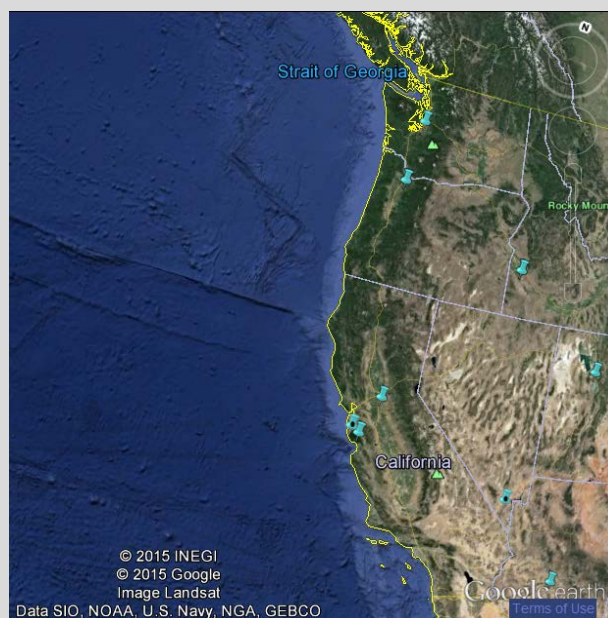 N
Strait of Georgia
Rocky Moun
California
© 2015 INEGI
© 2015 Google
Image Landsat
Data SIO, NOAA, U.S. Navy, NGA, GEBCO
Google earth
Terms of Use